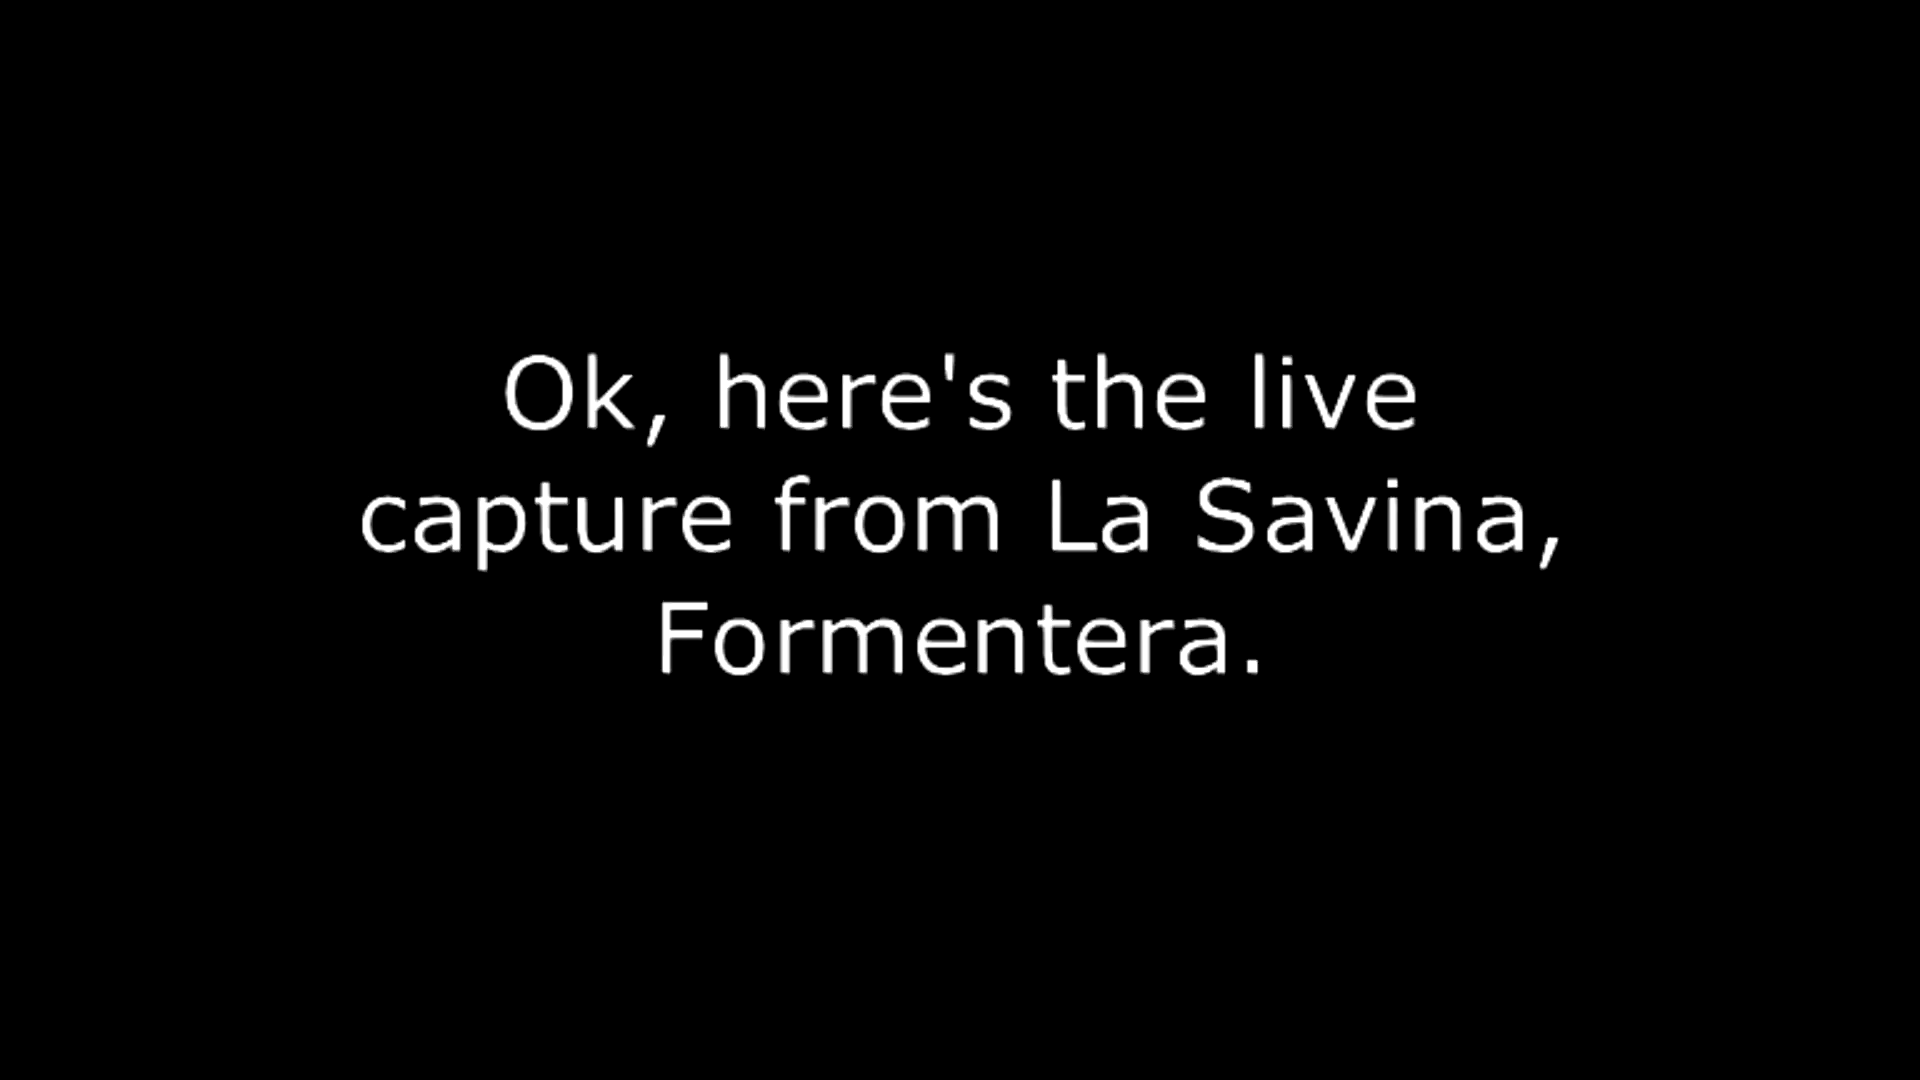 Ok, here's the live
capture from La Savina,
Formentera.